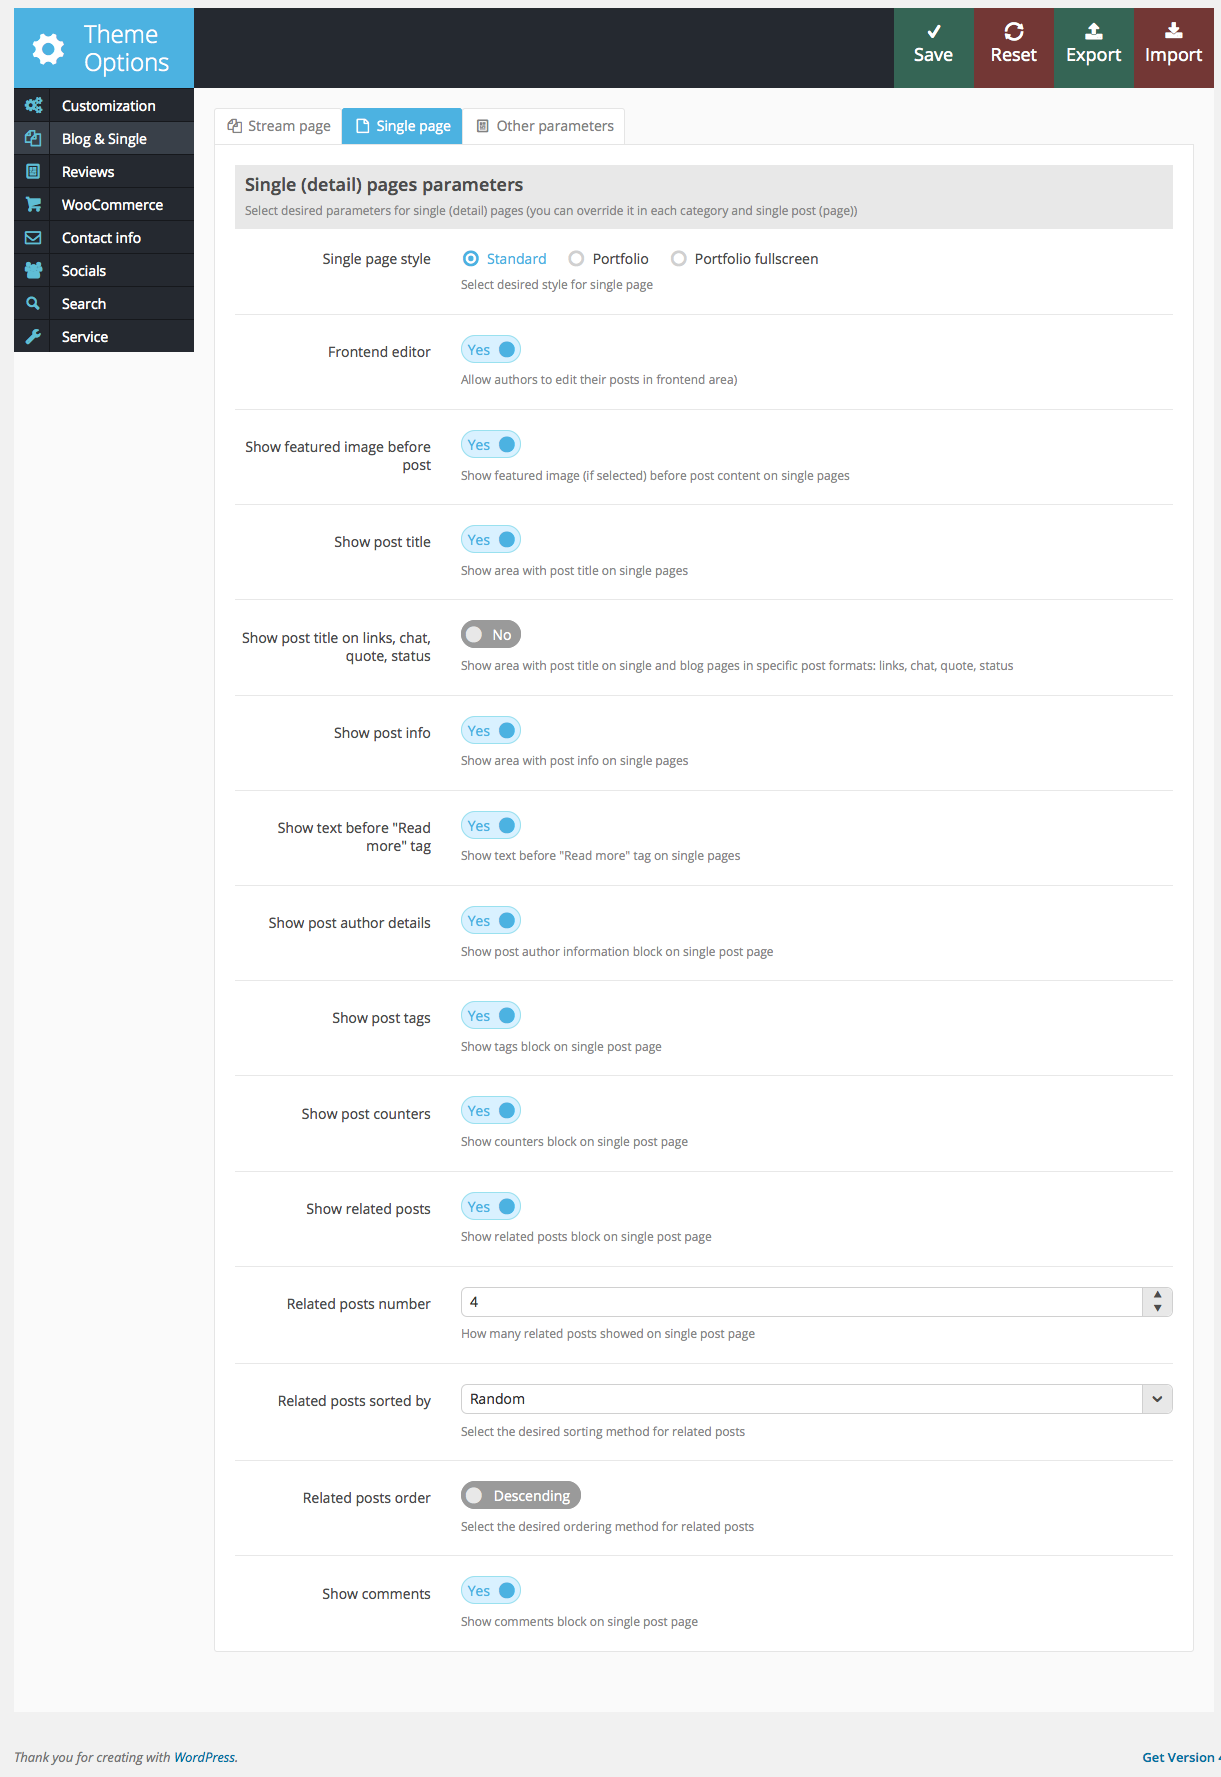 Theme
Options
Save
Reset
Export
Import
Customization
Blog & Single
Reviews
WooCommerce
Contact info
Socials
Search
Service
Stream page
Single page
Other parameters
Single (detail) pages parameters
Select desired parameters for single (detail) pages (you can override it in each category and single post (page))
Single page style
Standard
Portfolio
Portfolio fullscreen
Select desired style for single page
Frontend editor
Yes
Allow authors to edit their posts in frontend area)
Show featured image before
post
Yes
Show featured image (if selected) before post content on single pages
Show post title
Yes
Show area with post title on single pages
Show post title on links, chat,
quote, status
No
Show area with post title on single and blog pages in specific post formats: links, chat, quote, status
Show post info
Yes
Show area with post info on single pages
Show text before "Read
more" tag
Yes
Show text before "Read more" tag on single pages
Show post author details
Yes
Show post author information block on single post page
Show post tags
Yes
Show tags block on single post page
Show post counters
Yes
Show counters block on single post page
Show related posts
Yes
Show related posts block on single post page
Related posts number
4
How many related posts showed on single post page
Related posts sorted by
Random
Select the desired sorting method for related posts
Related posts order
Descending
Select the desired ordering method for related posts
Show comments
Yes
Show comments block on single post page
Thank you for creating with WordPress.
Get Version